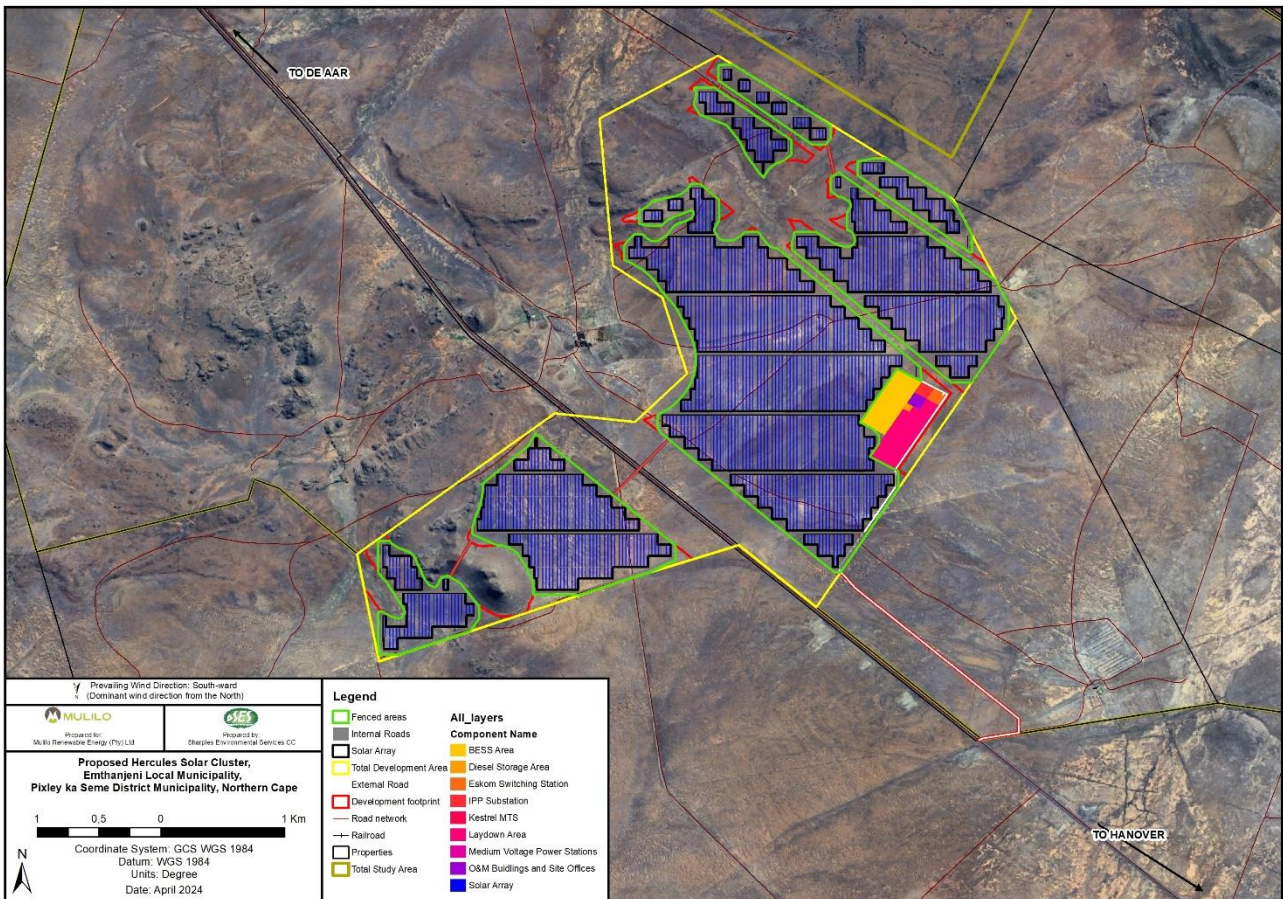 TO DE AAR
TO HANOVER
Prevailing Wind Direction: South-ward
(Dominant wind direction from the North)
MULILO
Prepared for:
Mulilo Renewable Energy (Pty) Ltd
SES
Prepared by:
Sharples Environmental Services CC
Proposed Hercules Solar Cluster,
Emthanjeni Local Municipality,
Pixley ka Seme District Municipality, Northern Cape
1 0,5 0 1 Km
N
Coordinate System: GCS WGS 1984
Datum: WGS 1984
Units: Degree
Date: April 2024
Legend
Fenced areas
Internal Roads
Solar Array
Total Development Area
External Road
Development footprint
Road network
Railroad
Properties
Total Study Area
All_layers
Component Name
BESS Area
Diesel Storage Area
Eskom Switching Station
IPP Substation
Kestrel MTS
Laydown Area
Medium Voltage Power Stations
O&M Buidlings and Site Offices
Solar Array